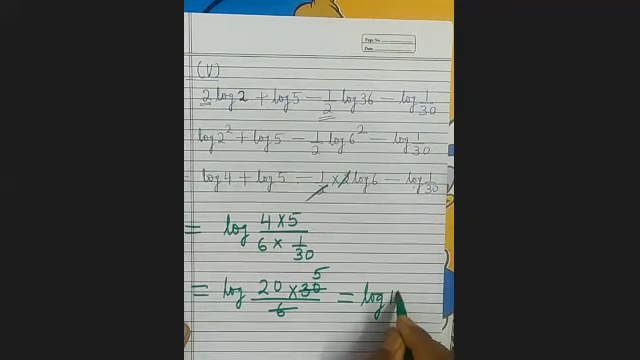 Page No.
Date
(V)
2 log 2 + log 5 - 1/2 log 36 - log 1/30
log 2² + log 5 - 1/2 log 6² - log 1/30
log 4 + log 5 - 1/2 × 2 log 6 - log 1/30
= log (4 × 5)/(6 × 1/30)
= log (20 × 30 5)/6 = log